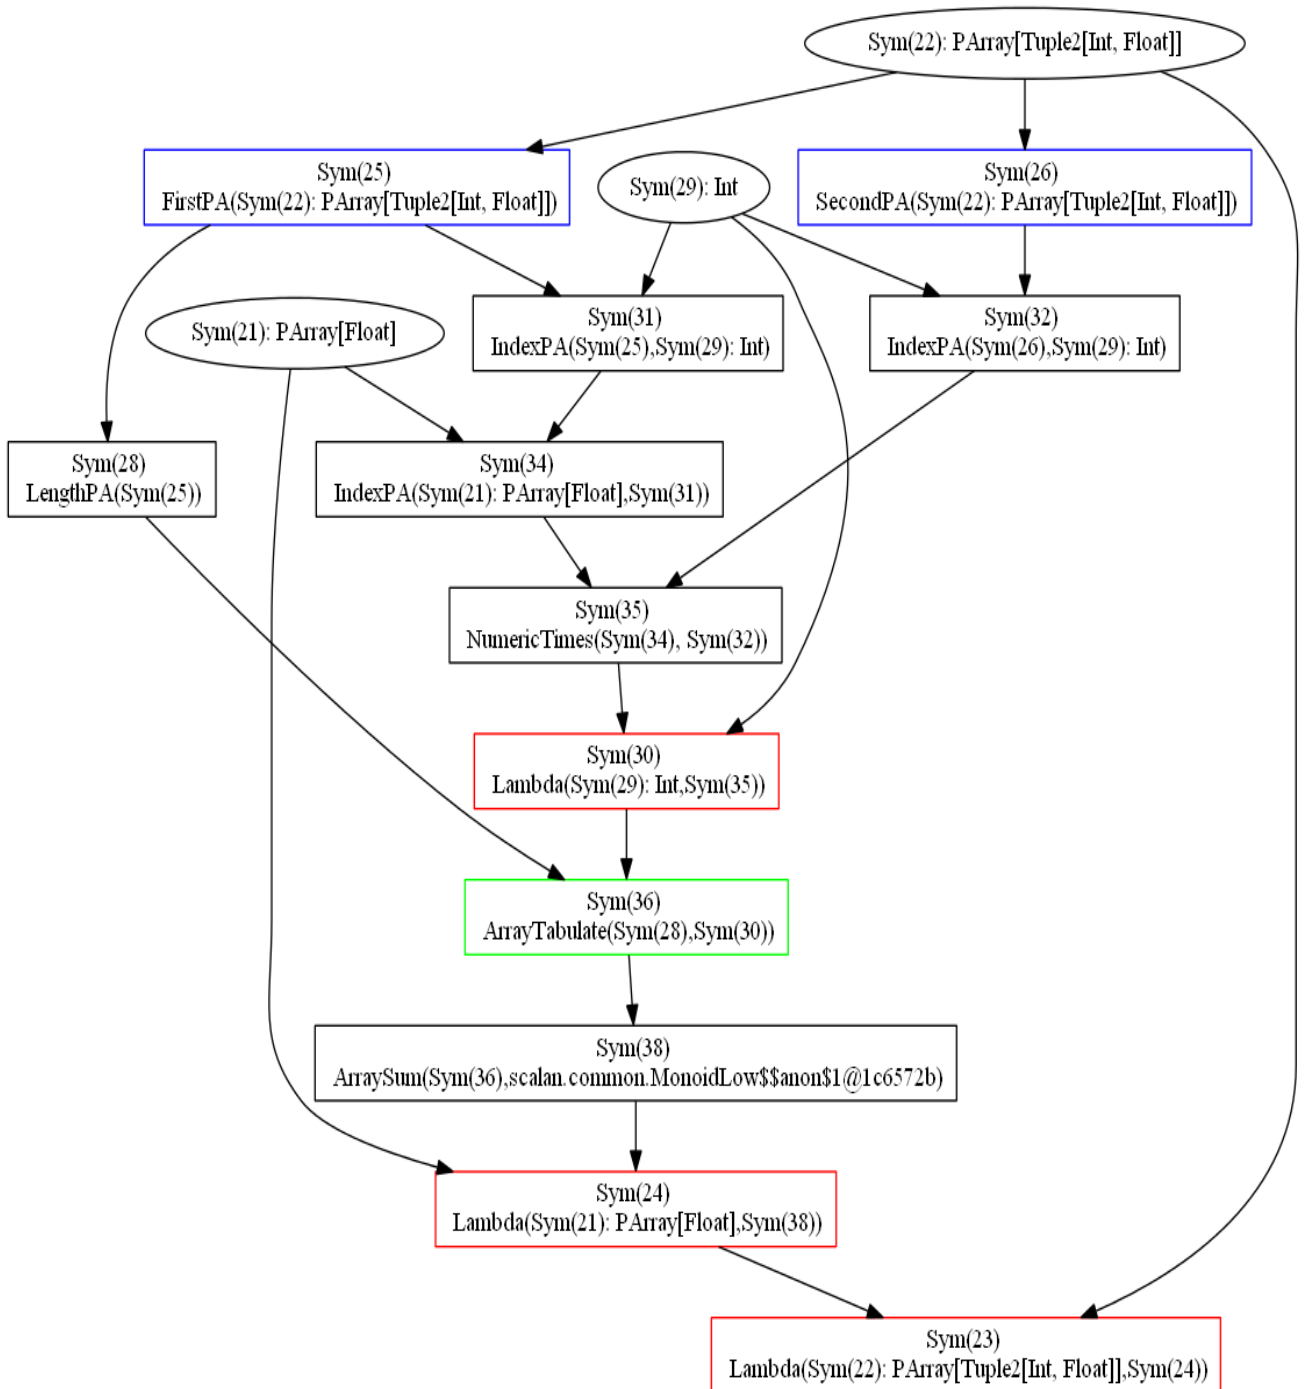 Sym(22): PArray[Tuple2[Int, Float]]
Sym(25)
FirstPA(Sym(22): PArray[Tuple2[Int, Float]])
Sym(29): Int
Sym(26)
SecondPA(Sym(22): PArray[Tuple2[Int, Float]])
Sym(21): PArray[Float]
Sym(31)
IndexPA(Sym(25),Sym(29): Int)
Sym(32)
IndexPA(Sym(26),Sym(29): Int)
Sym(28)
LengthPA(Sym(25))
Sym(34)
IndexPA(Sym(21): PArray[Float],Sym(31))
Sym(35)
NumericTimes(Sym(34), Sym(32))
Sym(30)
Lambda(Sym(29): Int,Sym(35))
Sym(36)
ArrayTabulate(Sym(28),Sym(30))
Sym(38)
ArraySum(Sym(36),scalan.common.MonoidLow$$anon$1@1c6572b)
Sym(24)
Lambda(Sym(21): PArray[Float],Sym(38))
Sym(23)
Lambda(Sym(22): PArray[Tuple2[Int, Float]],Sym(24))